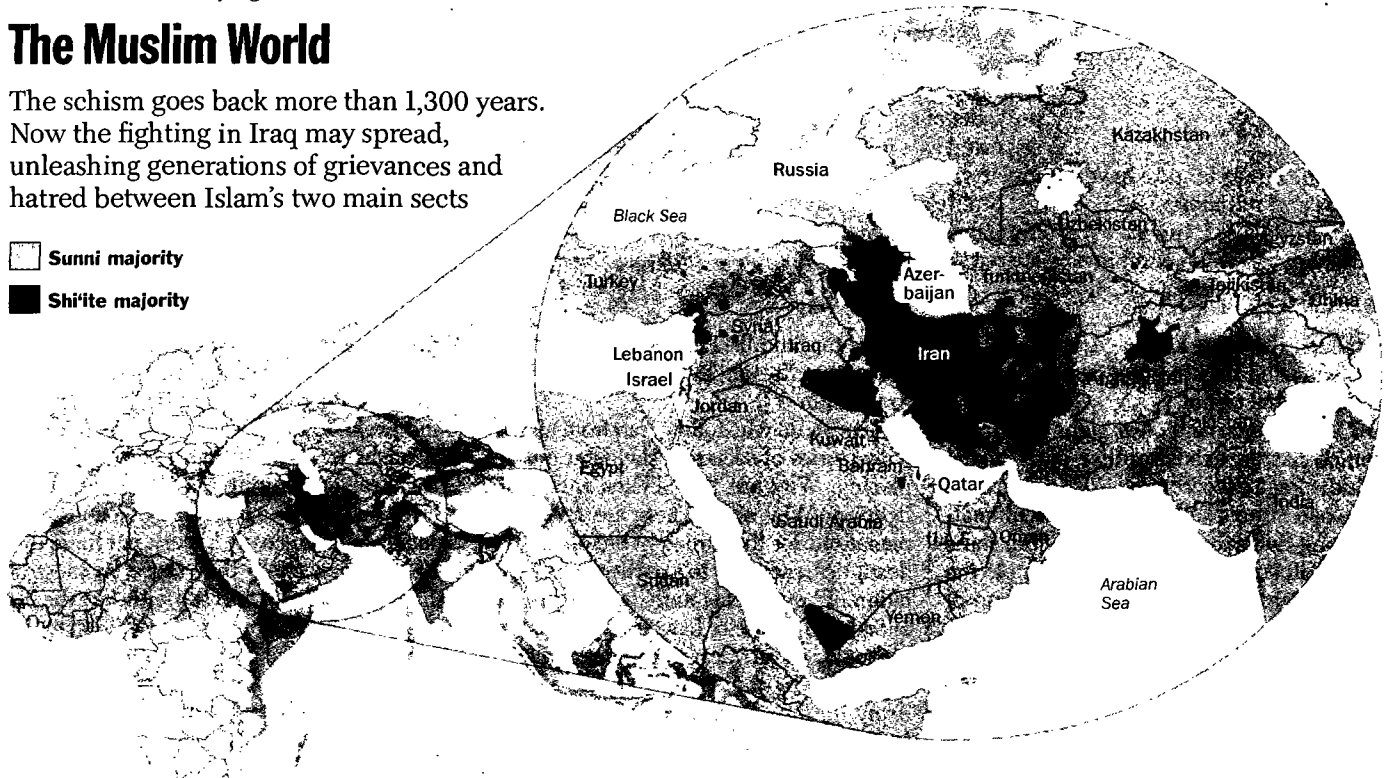 The Muslim World
The schism goes back more than 1,300 years.
Now the fighting in Iraq may spread,
unleashing generations of grievances and
hatred between Islam's two main sects
Sunni majority
Shi'ite majority
Kazakhstan
Russia
Black Sea
Uzbekistan
Turkey
Azer-
baijan
Tajikistan
China
Syria
Iraq
Lebanon
Iran
Israel
Jordan
Kuwait
Egypt
Bahrain
Qatar
India
Saudi Arabia
U.A.E.
Oman
Sudan
Arabian
Sea
Yemen